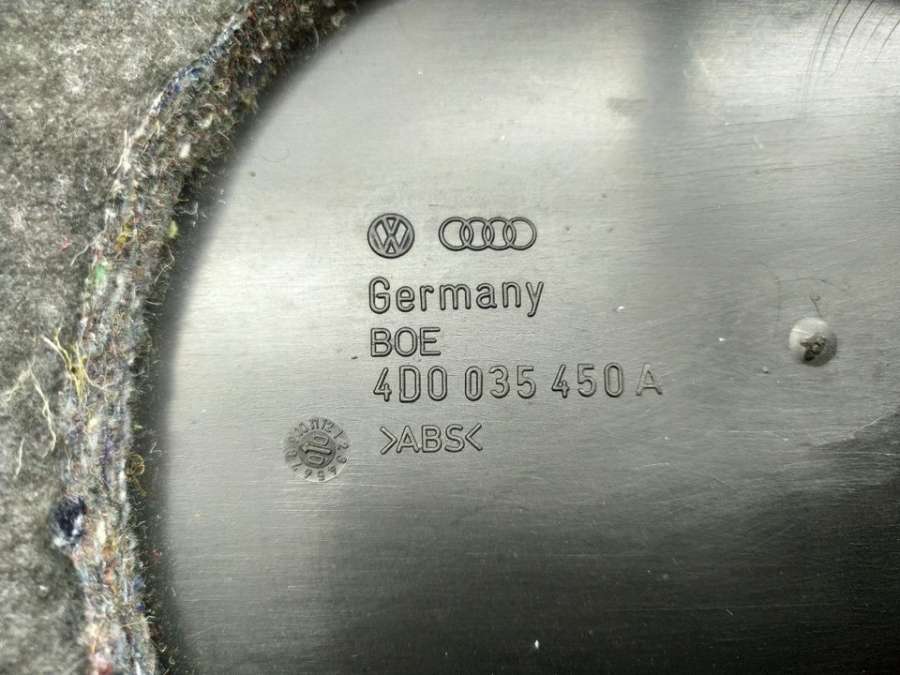 Germany
BOE
4D0 035 450 A
>ABS<